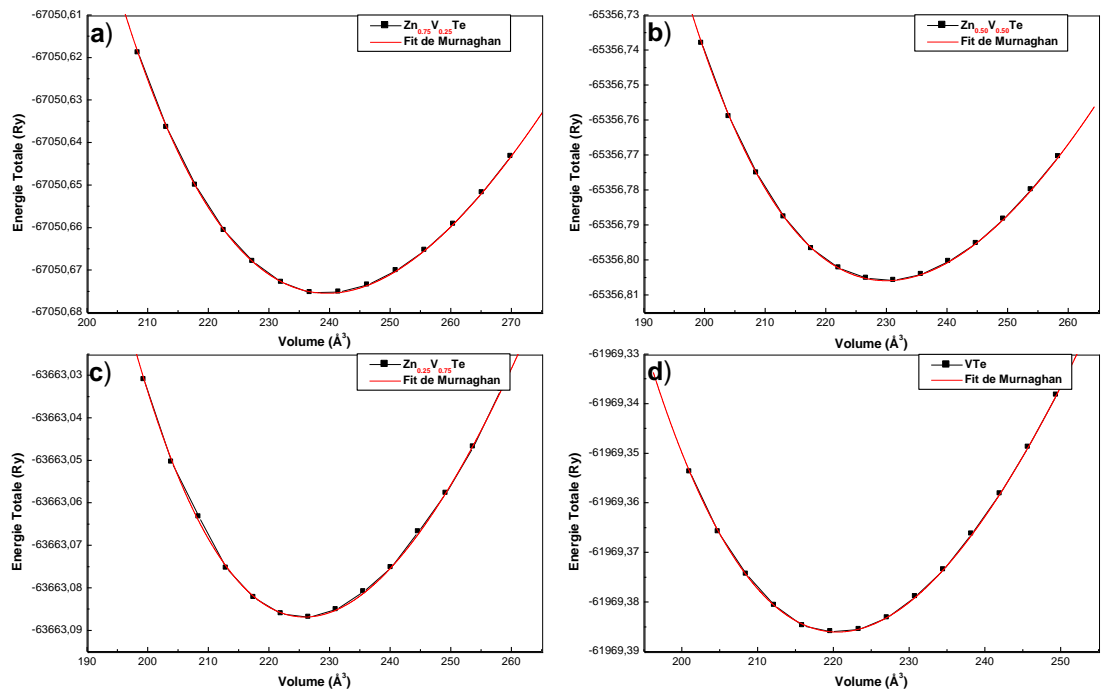 a)
Zn0.75V0.25Te
Fit de Murnaghan
-67050,61
-67050,62
-67050,63
-67050,64
-67050,65
-67050,66
-67050,67
-67050,68
Energie Totale (Ry)
200 210 220 230 240 250 260 270
Volume (Å3)
b)
Zn0.50V0.50Te
Fit de Murnaghan
-65356,73
-65356,74
-65356,75
-65356,76
-65356,77
-65356,78
-65356,79
-65356,80
-65356,81
Energie Totale (Ry)
190 200 210 220 230 240 250 260
Volume (Å3)
c)
Zn0.25V0.75Te
Fit de Murnaghan
-63663,03
-63663,04
-63663,05
-63663,06
-63663,07
-63663,08
-63663,09
Energie Totale (Ry)
190 200 210 220 230 240 250 260
Volume (Å3)
d)
VTe
Fit de Murnaghan
-61969,33
-61969,34
-61969,35
-61969,36
-61969,37
-61969,38
-61969,39
Energie Totale (Ry)
200 210 220 230 240 250
Volume (Å3)